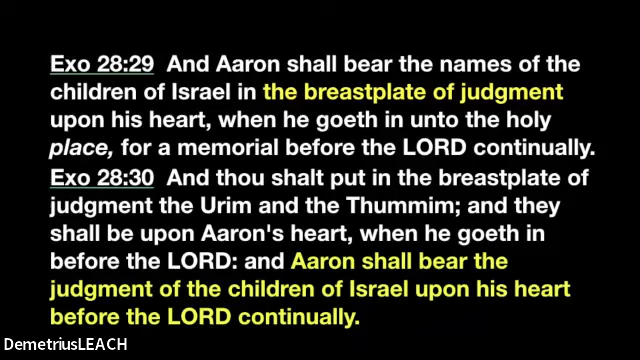 Exo 28:29 And Aaron shall bear the names of the
children of Israel in the breastplate of judgment
upon his heart, when he goeth in unto the holy
place, for a memorial before the LORD continually.
Exo 28:30 And thou shalt put in the breastplate of
judgment the Urim and the Thummim; and they
shall be upon Aaron's heart, when he goeth in
before the LORD: and Aaron shall bear the
judgment of the children of Israel upon his heart
before the LORD continually.
DemetriusLEACH